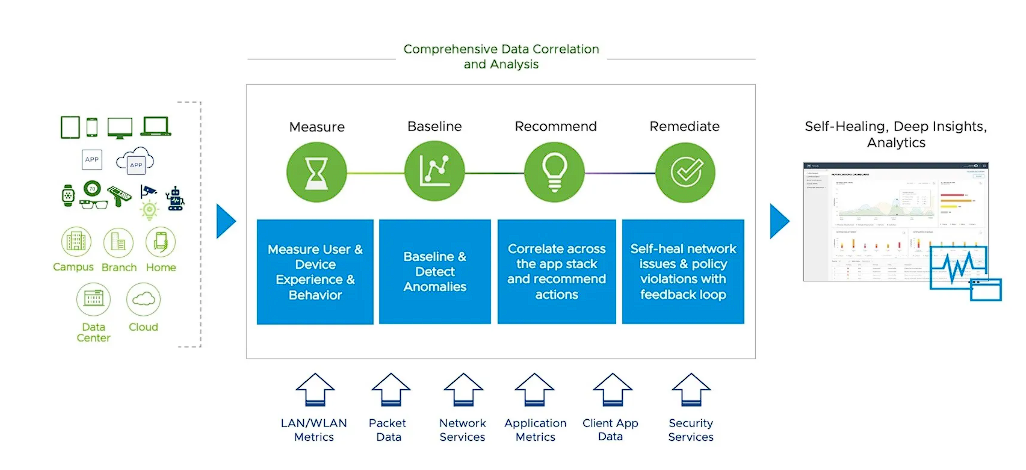 Comprehensive Data Correlation
and Analysis
APP
APP
70
Campus
Branch
Home
Data
Center
Cloud
Measure
Baseline
Recommend
Remediate
Measure User &
Device
Experience &
Behavior
Baseline &
Detect
Anomalies
Correlate across
the app stack
and recommend
actions
Self-heal network
issues & policy
violations with
feedback loop
LAN/WLAN
Metrics
Packet
Data
Network
Services
Application
Metrics
Client App
Data
Security
Services
Self-Healing, Deep Insights,
Analytics